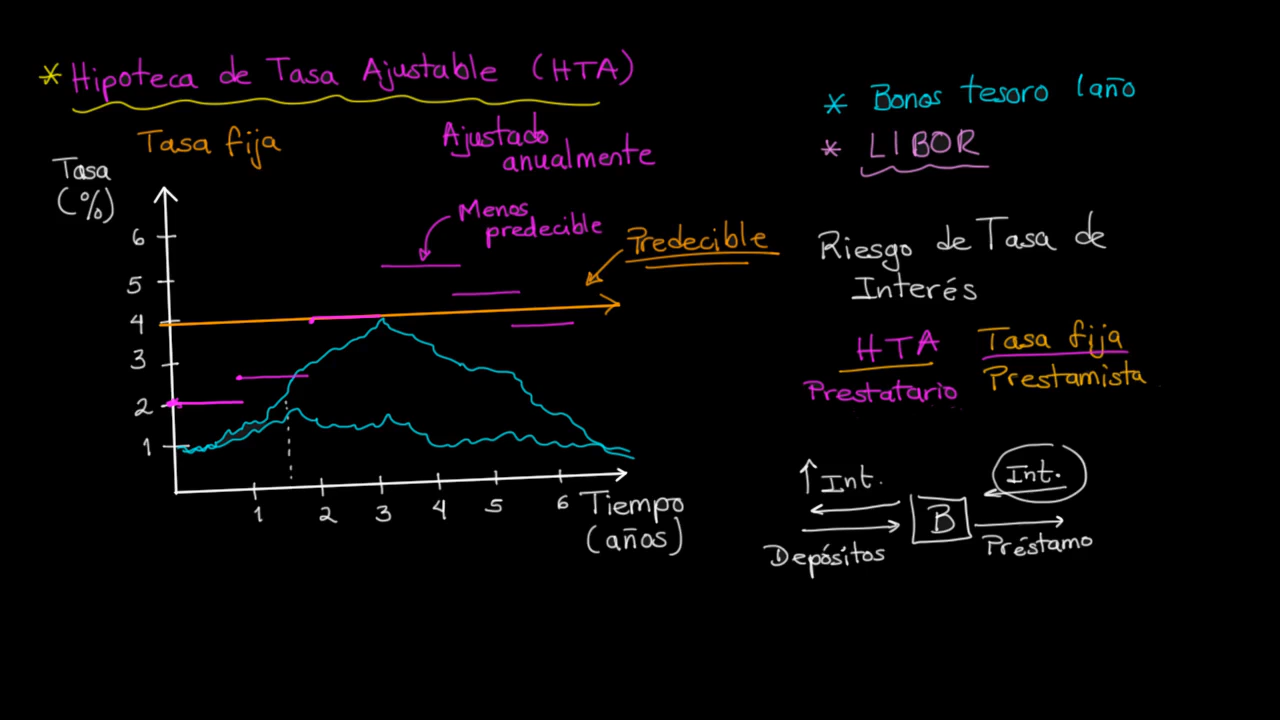 * Hipoteca de Tasa Ajustable (HTA)
Tasa fija
Ajustado
anualmente
Tasa
(%)
6
5
4
3
2
1
Menos
predecible
Predecible
1 2 3 4 5 6
Tiempo
(años)
* Bonos tesoro 1año
* LIBOR
Riesgo de Tasa de
Interés
HTA Tasa fija
Prestatario Prestamista
↑ Int. Int.
B
Depósitos Préstamo